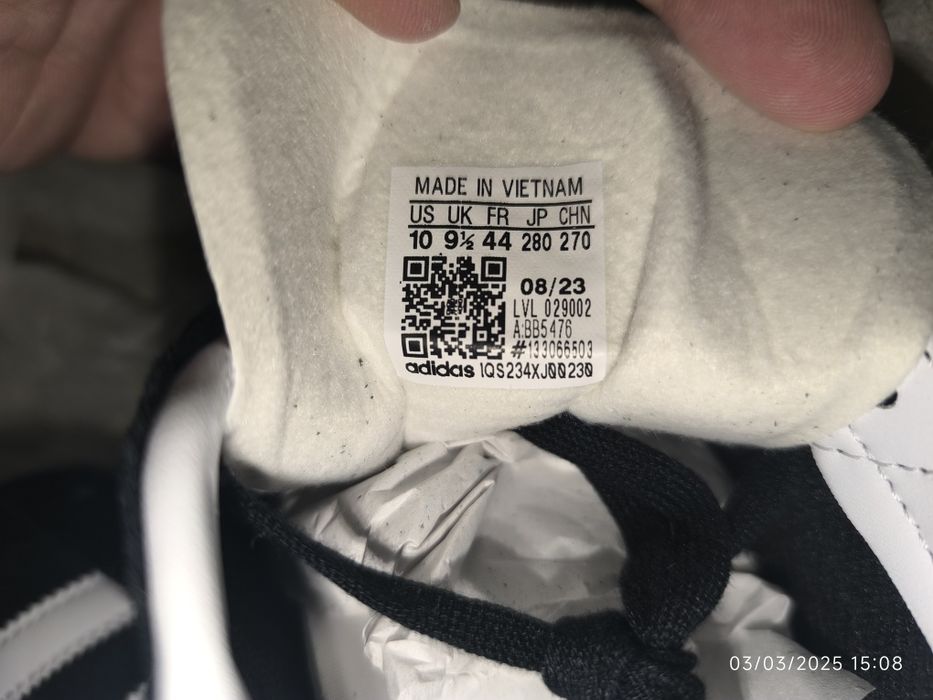 MADE IN VIETNAM
US UK FR JP CHN
10 9½ 44 280 270
08/23
LVL 029002
A:BB5476
#133066503
adidas 1QS234XJ00230
03/03/2025 15:08